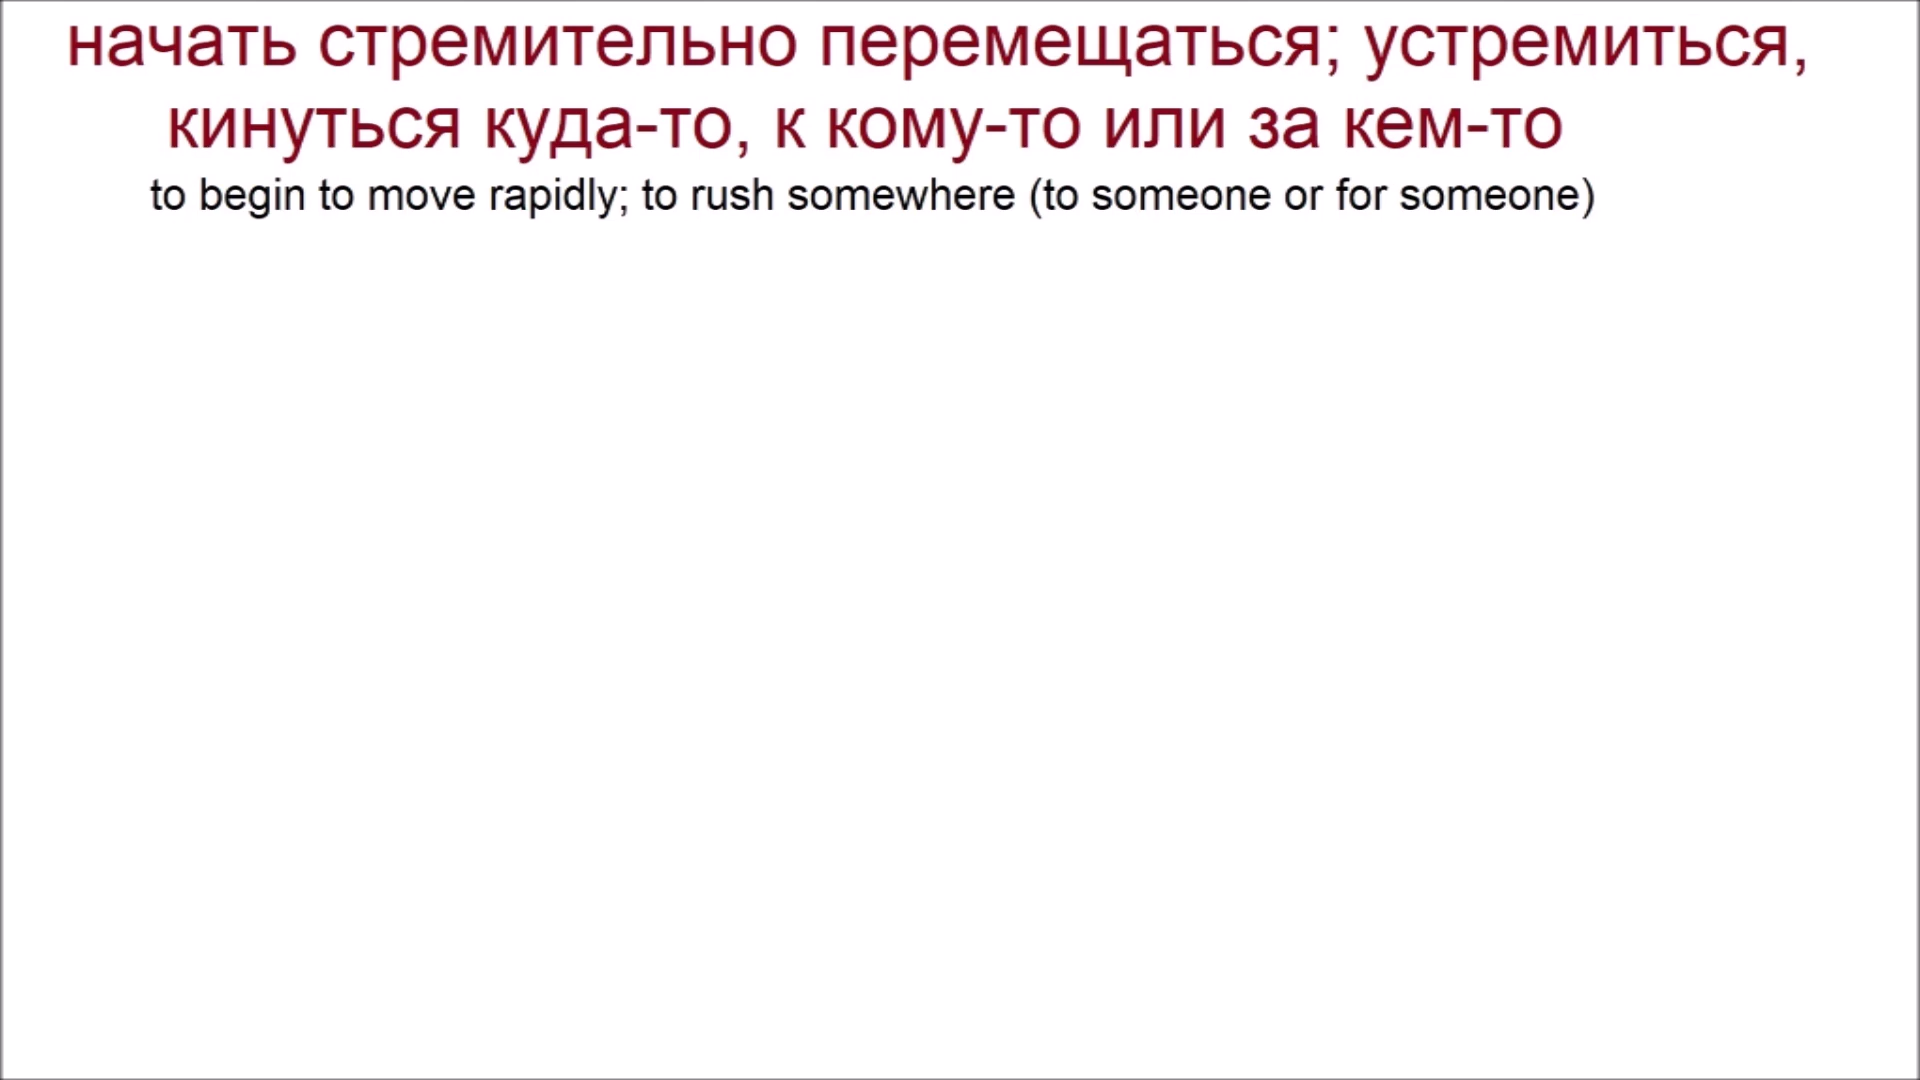 начать стремительно перемещаться; устремиться,
кинуться куда-то, к кому-то или за кем-то
to begin to move rapidly; to rush somewhere (to someone or for someone)